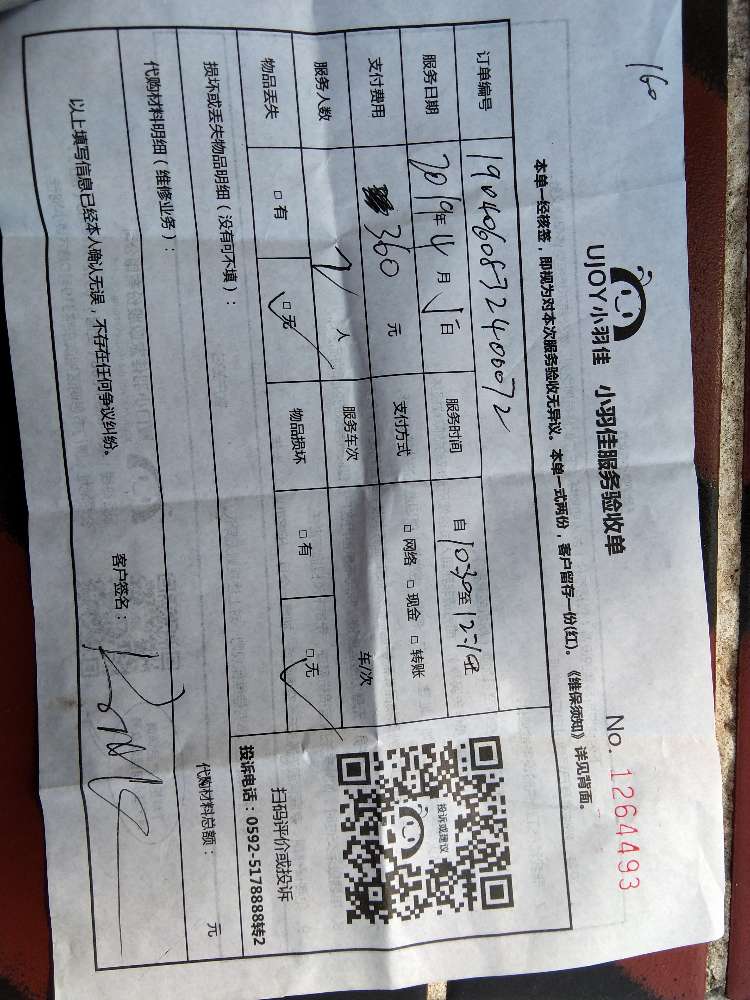 160
UJOY小羽佳 小羽佳服务验收单
No. 1264493
本单一经核签，即视为对本次服务验收无异议。本单一式两份，客户留存一份(红)。《维保须知》详见背面。
订单编号 19040687240072
服务日期 2019年4月 日 服务时间 自10:30至12:
支付费用 360元 支付方式 □网络 □现金 □转账
服务人数 2人 服务车次 车/次
物品丢失 □有 □无 物品损坏 □有 □无
投诉或建议
扫码评价或投诉
投诉电话：0592-5178888转2
损坏或丢失物品明细（没有可不填）：
代购材料明细（维修业务）：
代购材料总额： 元
以上填写信息已经本人确认无误，不存在任何争议纠纷。
客户签名：